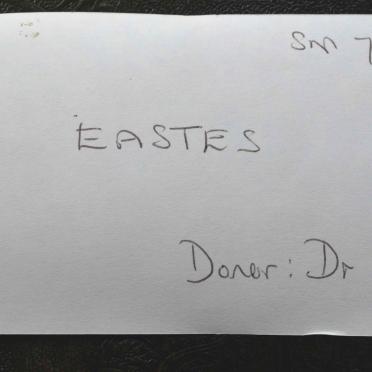 SM 7
EASTES
Donor: Dr